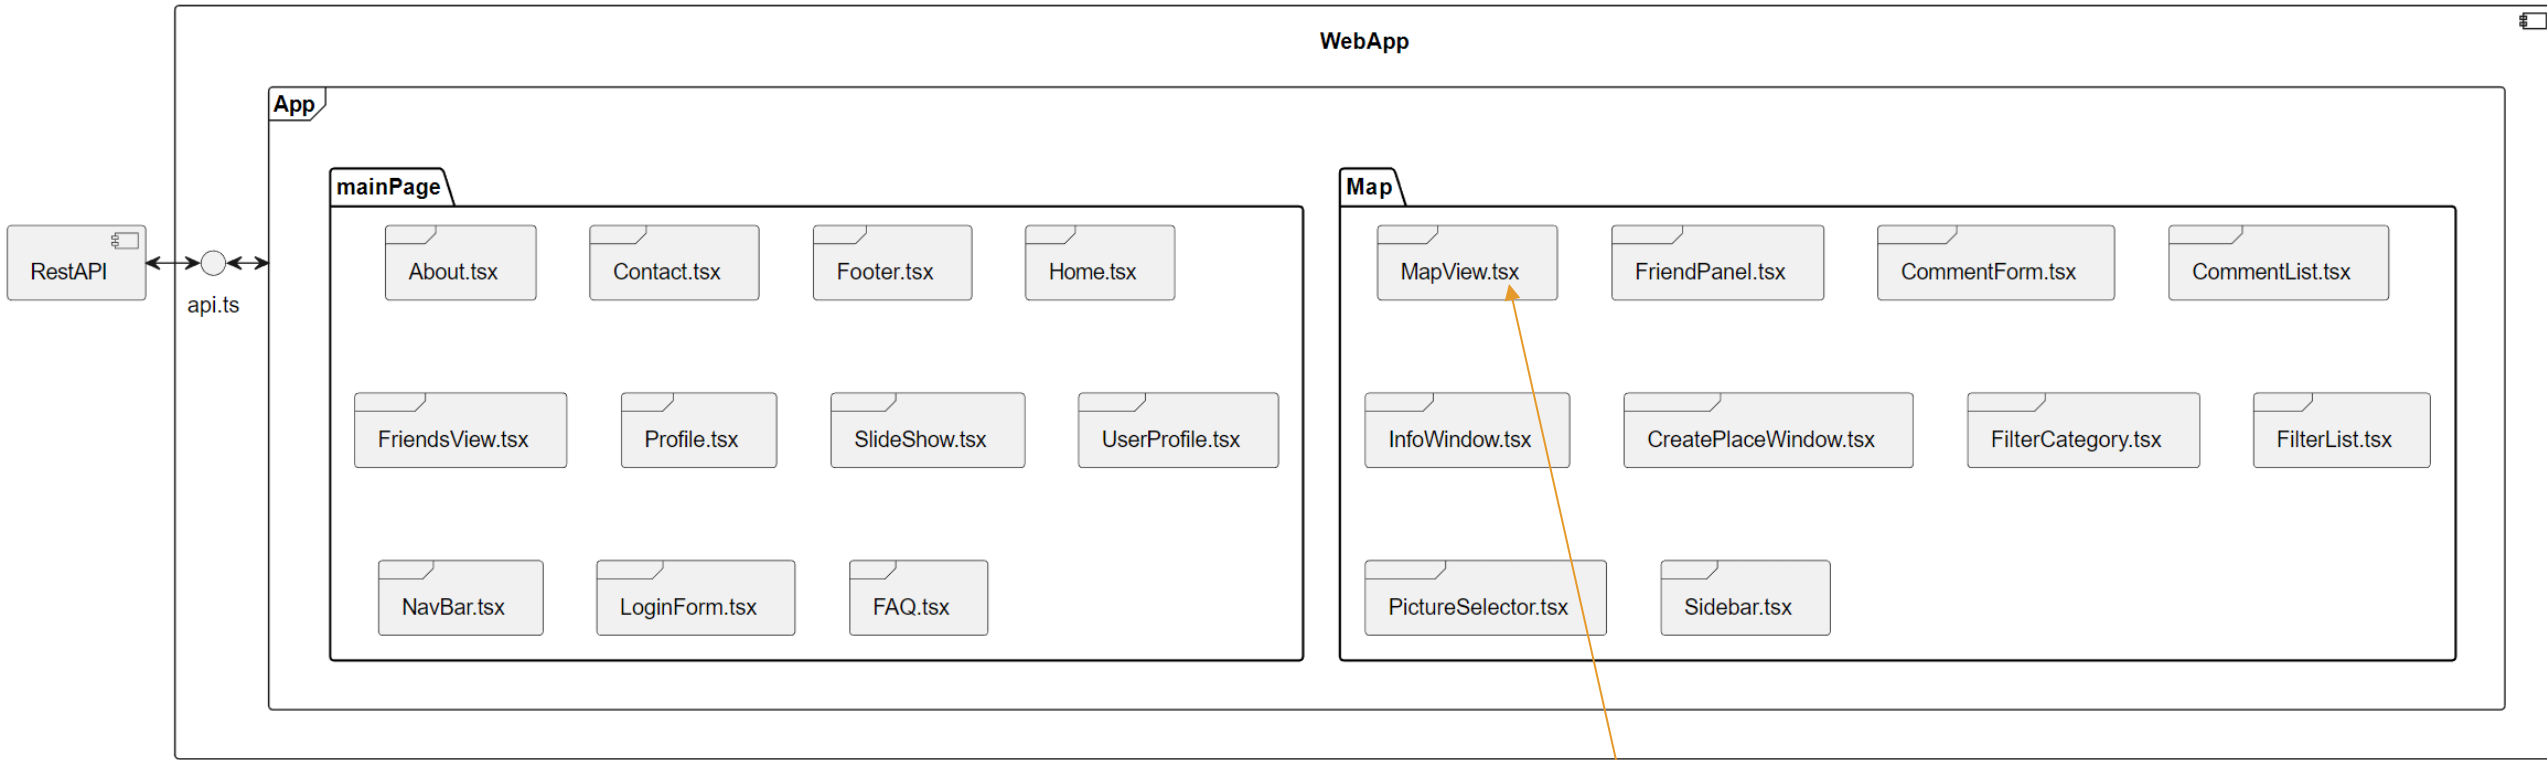 WebApp
App
mainPage
Map
RestAPI
api.ts
About.tsx
Contact.tsx
Footer.tsx
Home.tsx
FriendsView.tsx
Profile.tsx
SlideShow.tsx
UserProfile.tsx
NavBar.tsx
LoginForm.tsx
FAQ.tsx
MapView.tsx
FriendPanel.tsx
CommentForm.tsx
CommentList.tsx
InfoWindow.tsx
CreatePlaceWindow.tsx
FilterCategory.tsx
FilterList.tsx
PictureSelector.tsx
Sidebar.tsx